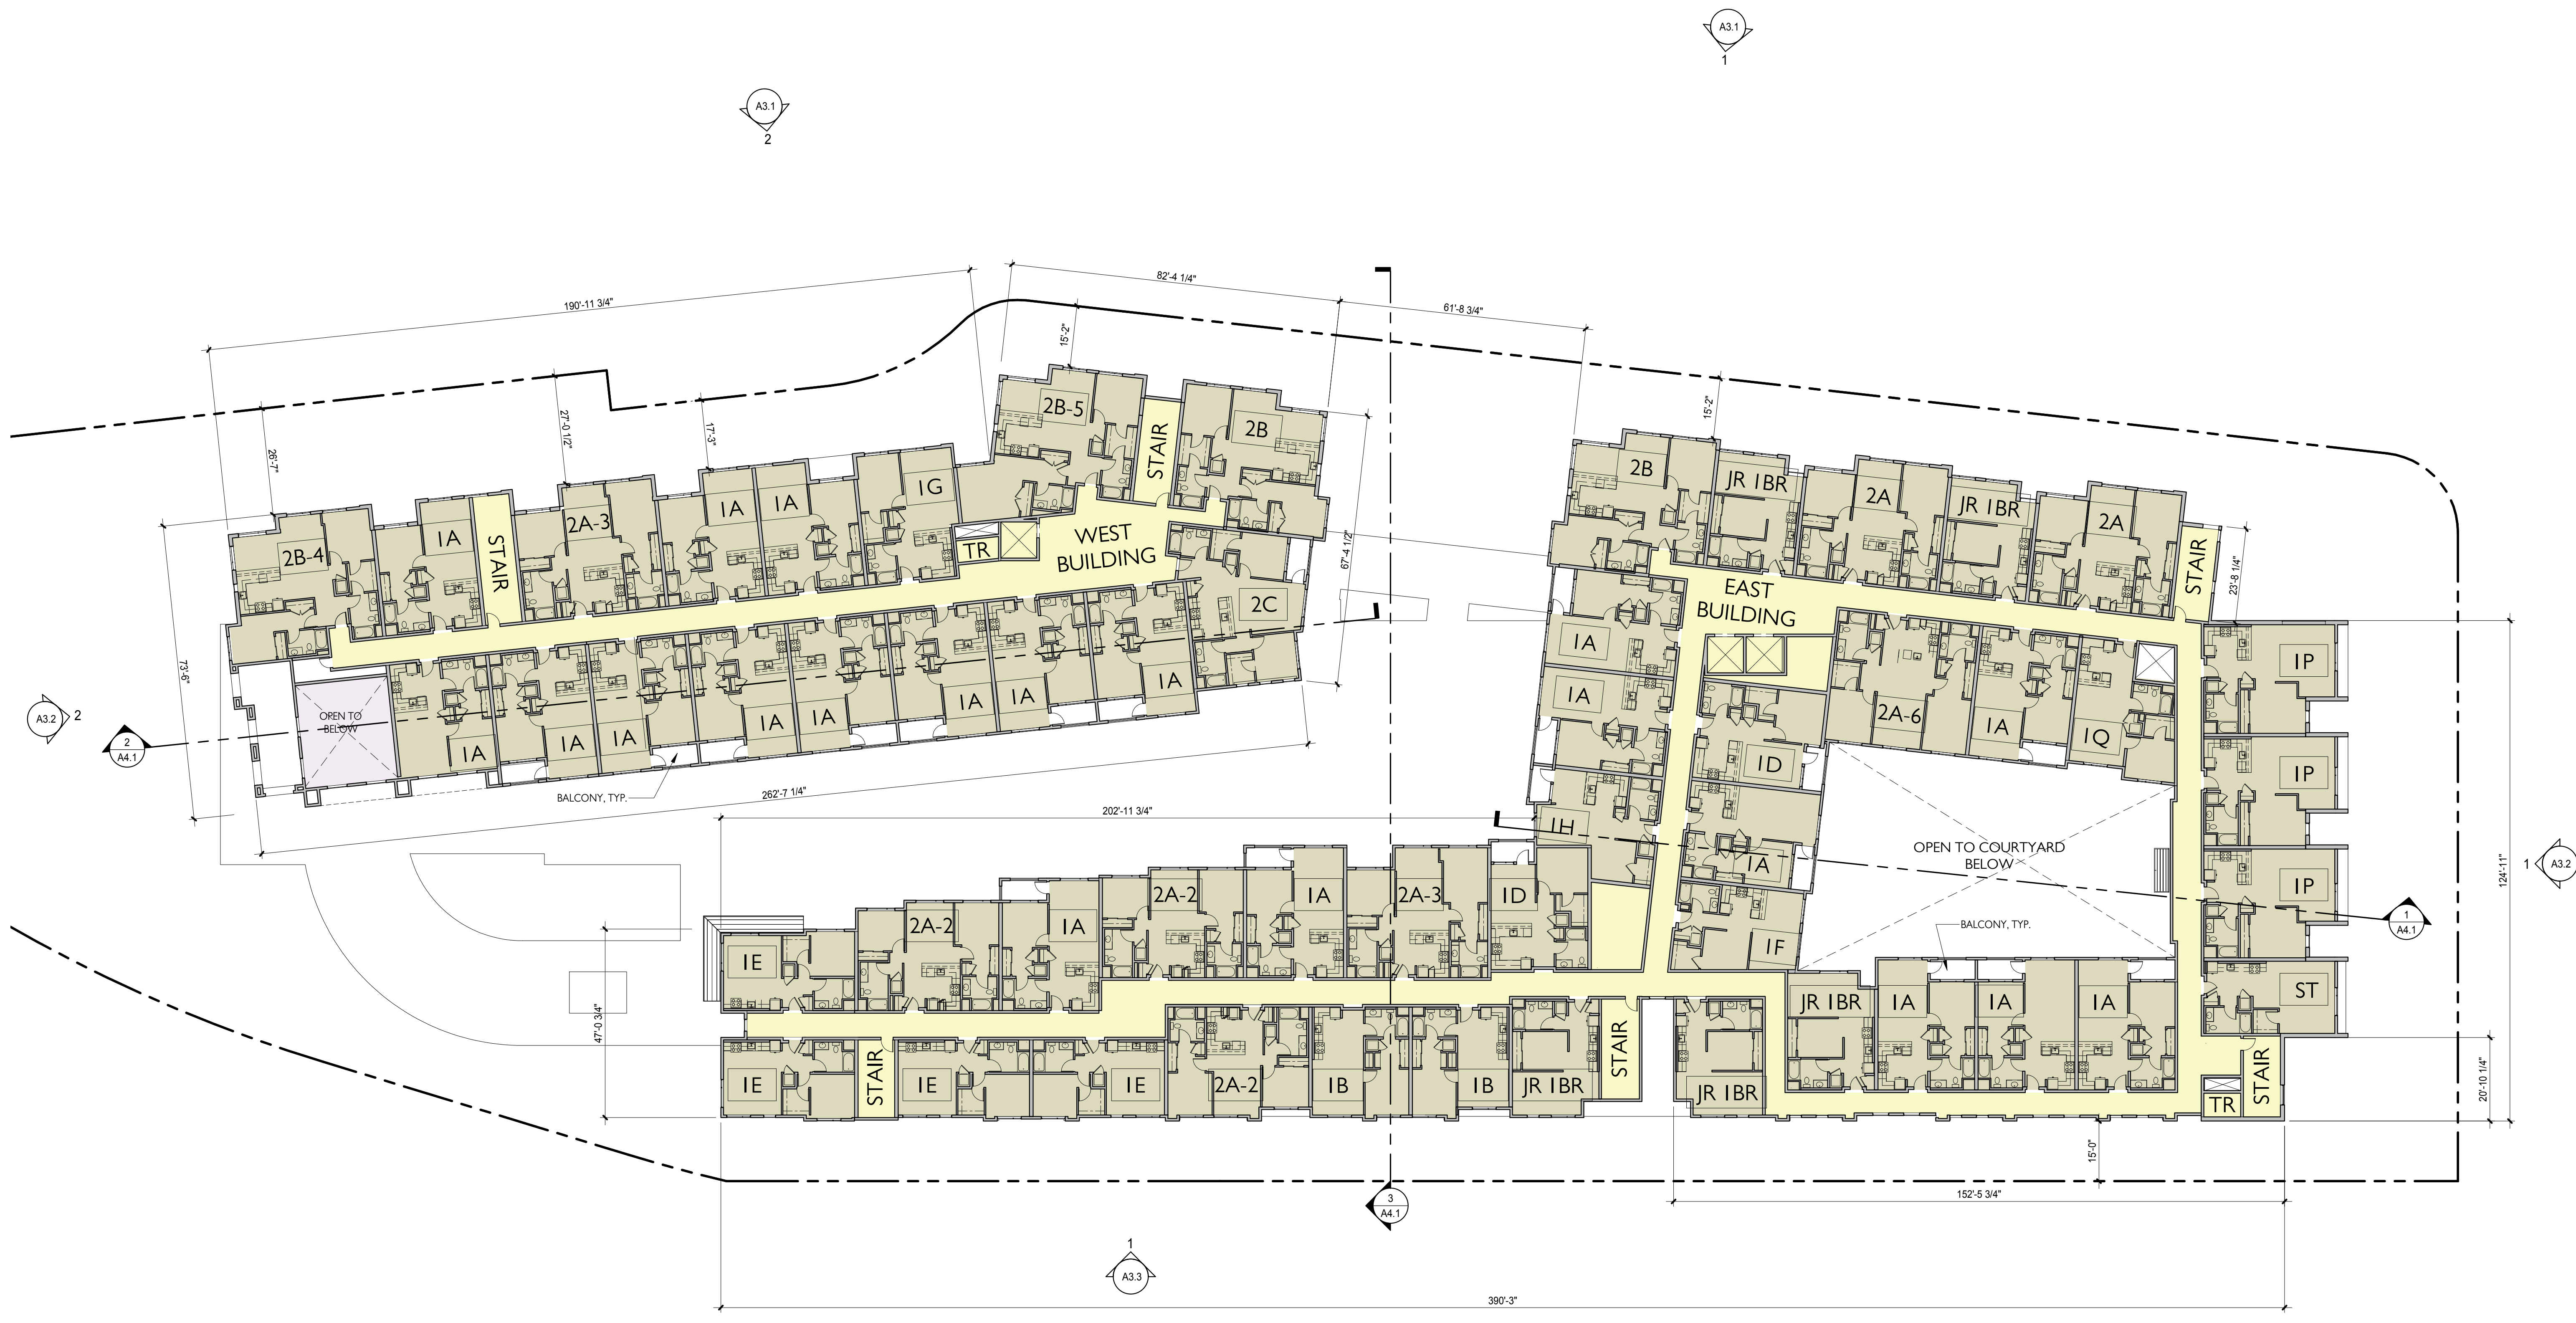 A3.1
1
A3.1
2
82'-4 1/4"
190'-11 3/4"
61'-8 3/4"
15'-2"
15'-2"
27'-0 1/2"
17'-3"
26'-7"
2B-5
STAIR
2B
2B
JR 1BR
2A
JR 1BR
2A
STAIR
23'-8 1/4"
1G
1A
1A
2A-3
STAIR
1A
2B-4
WEST
BUILDING
TR
67'-4 1/2"
EAST
BUILDING
2C
73'-6"
1A
1P
1A
2A-6
1A
1Q
1D
1P
A3.2
2
2
A4.1
OPEN TO
BELOW
1A
1A
1A
1A
1A
1A
1A
1A
BALCONY, TYP.
262'-7 1/4"
202'-11 3/4"
1H
1A
OPEN TO COURTYARD
BELOW
1P
124'-11"
1
A3.2
1
A4.1
1E
2A-2
1A
2A-2
1A
2A-3
1D
1F
BALCONY, TYP.
47'-0 3/4"
JR 1BR
1A
1A
1A
ST
1E
STAIR
1E
1E
2A-2
1B
1B
JR 1BR
STAIR
JR 1BR
TR
STAIR
20'-10 1/4"
15'-0"
152'-5 3/4"
3
A4.1
1
A3.3
390'-3"